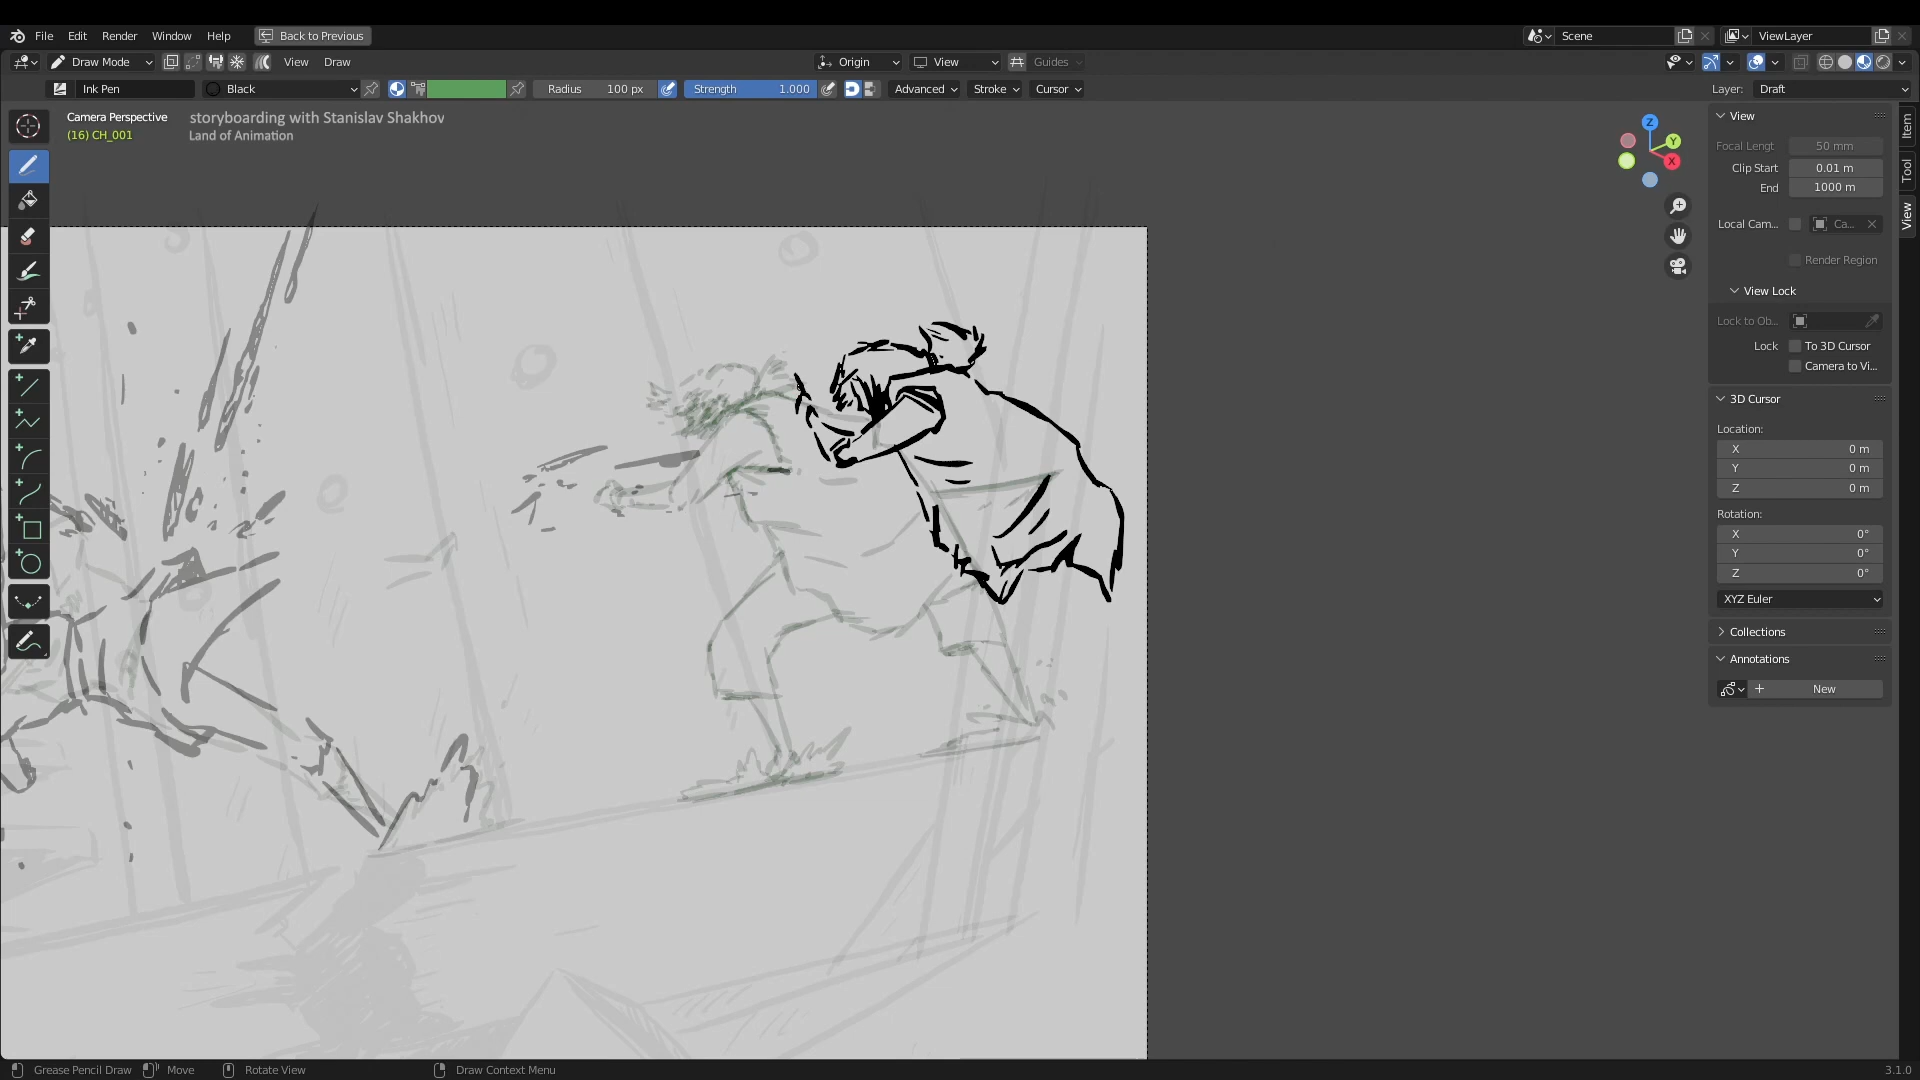 File Edit Render Window Help Back to Previous Scene ViewLayer
Draw Mode View Draw Origin View Guides
Ink Pen Black Radius 100 px Strength 1.000 Advanced Stroke Cursor Layer: Draft
Camera Perspective
(16) CH_001
storyboarding with Stanislav Shakhov
Land of Animation
Z
Y
X
View
Focal Lengt 50 mm
Clip Start 0.01 m
End 1000 m
Local Cam... Ca...
Render Region
View Lock
Lock to Ob...
Lock To 3D Cursor
Camera to Vi...
3D Cursor
Location:
X 0 m
Y 0 m
Z 0 m
Rotation:
X 0°
Y 0°
Z 0°
XYZ Euler
Collections
Annotations
New
Item
Tool
View
Grease Pencil Draw Move Rotate View Draw Context Menu 3.1.0